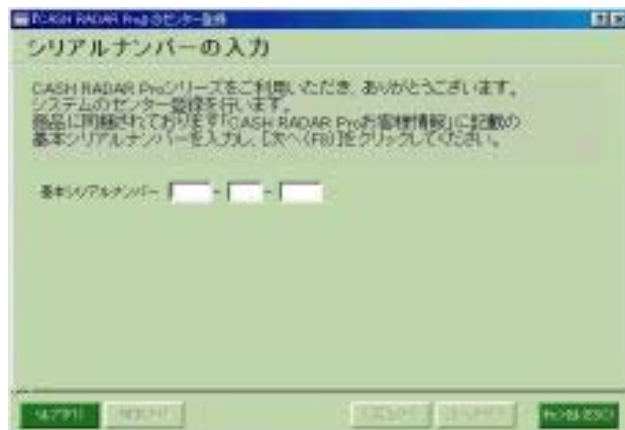 「CASH RADAR Pro」のセンター登録
シリアルナンバーの入力
CASH RADAR Proシリーズをご利用いただき、ありがとうございます。
システムのセンター登録を行います。
商品に同梱されております「CASH RADAR Proお客様情報」に記載の
基本シリアルナンバーを入力し、[次へ(F8)]をクリックしてください。
基本シリアルナンバー - -
ヘルプ(F1)
キャンセル(ESC)